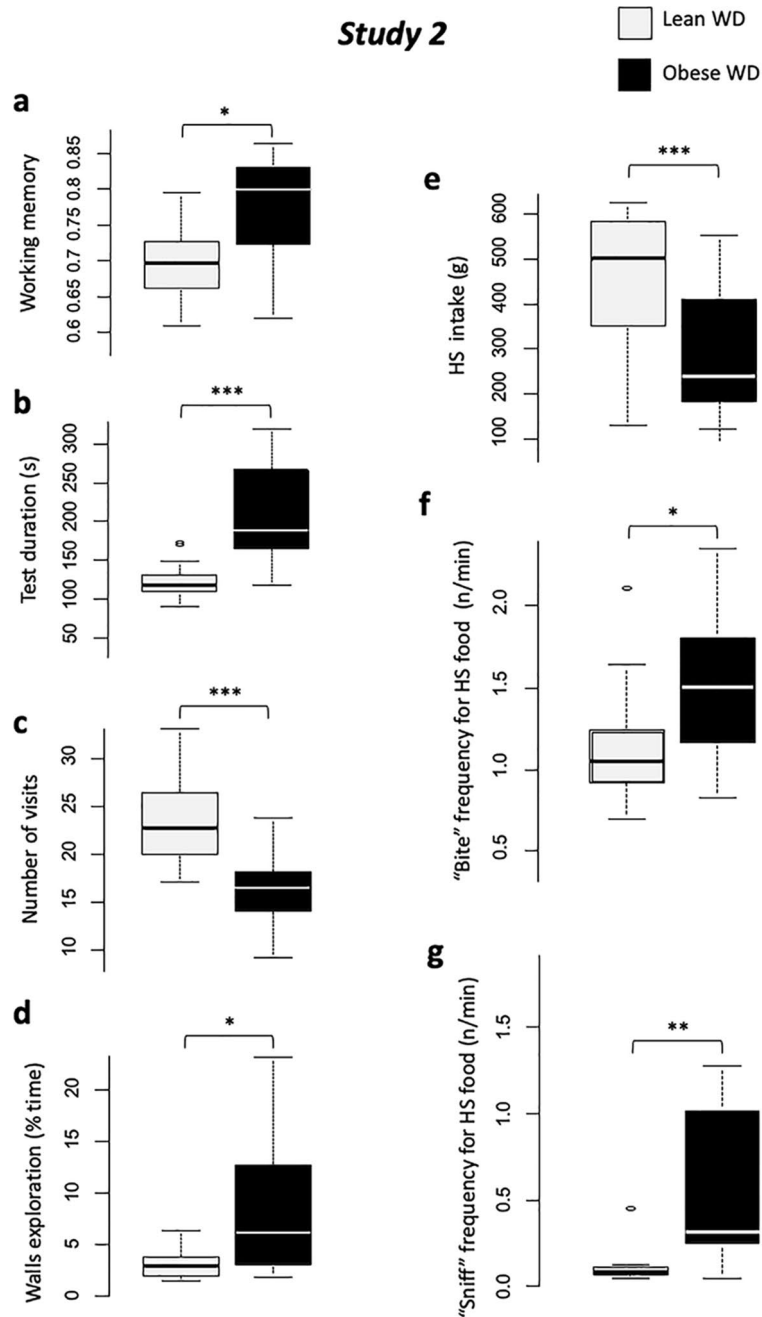 Study 2
Lean WD
Obese WD
a
*
Working memory
0.6 0.65 0.7 0.75 0.8 0.85
b
***
Test duration (s)
50 100 150 200 250 300
c
***
Number of visits
10 15 20 25 30
d
*
Walls exploration (% time)
0 5 10 15 20
e
***
HS intake (g)
100 200 300 400 500 600
f
*
“Bite” frequency for HS food (n/min)
0.5 1.0 1.5 2.0
g
**
“Sniff” frequency for HS food (n/min)
0.0 0.5 1.0 1.5